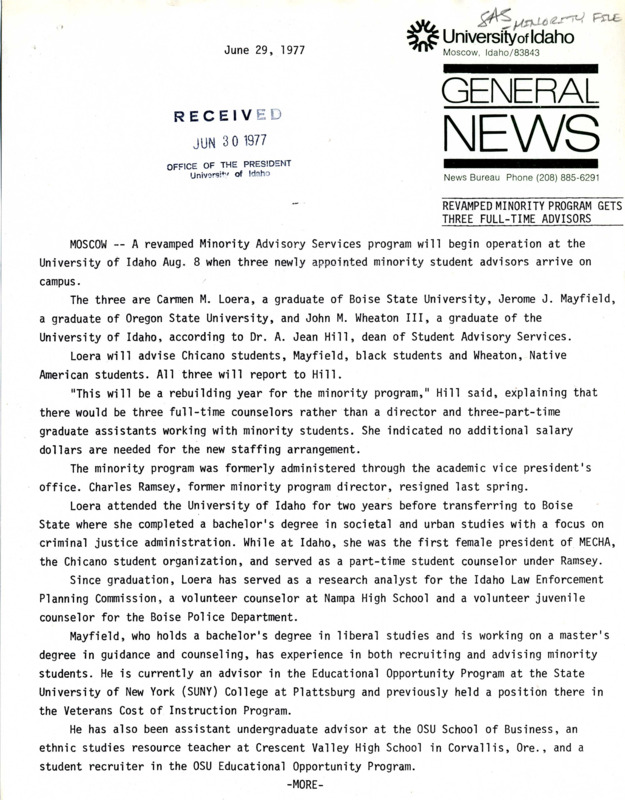 SAS MINORITY FILE
University of Idaho
Moscow, Idaho/83843
June 29, 1977
GENERAL
NEWS
RECEIVED
JUN 30 1977
OFFICE OF THE PRESIDENT
University of Idaho
News Bureau Phone (208) 885-6291
REVAMPED MINORITY PROGRAM GETS
THREE FULL-TIME ADVISORS
MOSCOW -- A revamped Minority Advisory Services program will begin operation at the
University of Idaho Aug. 8 when three newly appointed minority student advisors arrive on
campus.
The three are Carmen M. Loera, a graduate of Boise State University, Jerome J. Mayfield,
a graduate of Oregon State University, and John M. Wheaton III, a graduate of the
University of Idaho, according to Dr. A. Jean Hill, dean of Student Advisory Services.
Loera will advise Chicano students, Mayfield, black students and Wheaton, Native
American students. All three will report to Hill.
"This will be a rebuilding year for the minority program," Hill said, explaining that
there would be three full-time counselors rather than a director and three-part-time
graduate assistants working with minority students. She indicated no additional salary
dollars are needed for the new staffing arrangement.
The minority program was formerly administered through the academic vice president's
office. Charles Ramsey, former minority program director, resigned last spring.
Loera attended the University of Idaho for two years before transferring to Boise
State where she completed a bachelor's degree in societal and urban studies with a focus on
criminal justice administration. While at Idaho, she was the first female president of MECHA,
the Chicano student organization, and served as a part-time student counselor under Ramsey.
Since graduation, Loera has served as a research analyst for the Idaho Law Enforcement
Planning Commission, a volunteer counselor at Nampa High School and a volunteer juvenile
counselor for the Boise Police Department.
Mayfield, who holds a bachelor's degree in liberal studies and is working on a master's
degree in guidance and counseling, has experience in both recruiting and advising minority
students. He is currently an advisor in the Educational Opportunity Program at the State
University of New York (SUNY) College at Plattsburg and previously held a position there in
the Veterans Cost of Instruction Program.
He has also been assistant undergraduate advisor at the OSU School of Business, an
ethnic studies resource teacher at Crescent Valley High School in Corvallis, Ore., and a
student recruiter in the OSU Educational Opportunity Program.
-MORE-